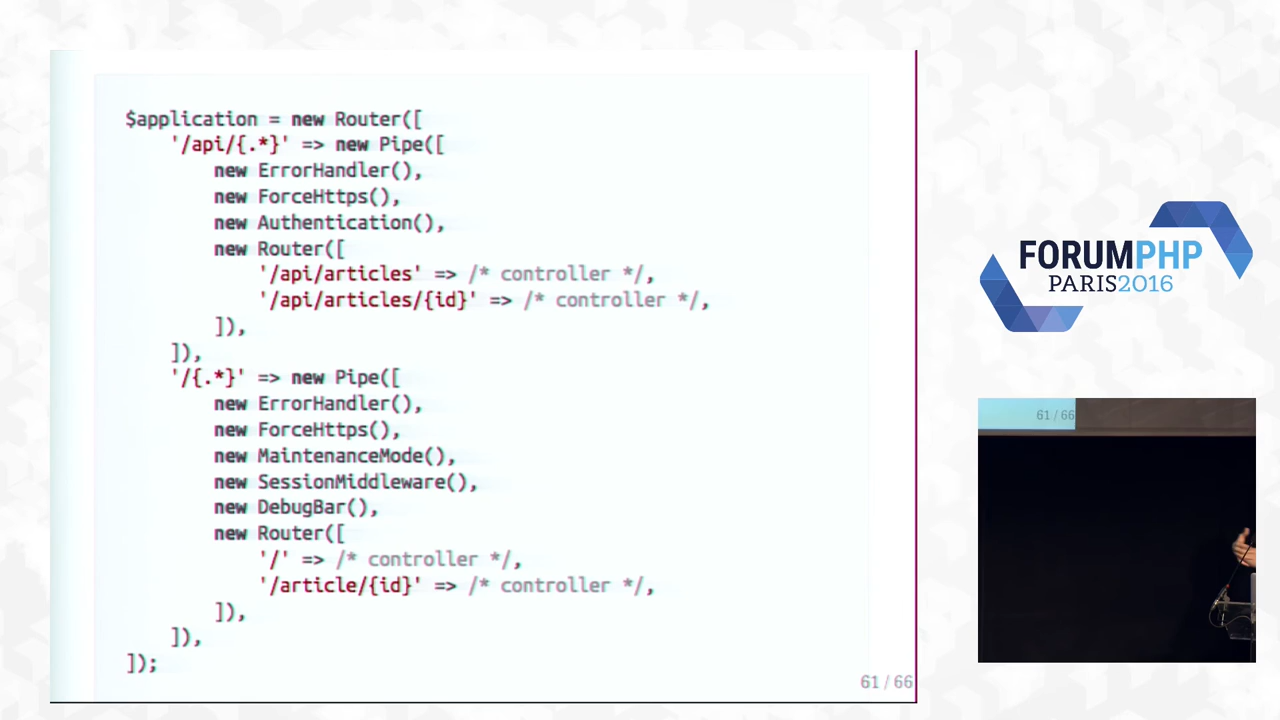 $application = new Router([
    '/api/{.*}' => new Pipe([
        new ErrorHandler(),
        new ForceHttps(),
        new Authentication(),
        new Router([
            '/api/articles' => /* controller */,
            '/api/articles/{id}' => /* controller */,
        ]),
    ]),
    '/{.*}' => new Pipe([
        new ErrorHandler(),
        new ForceHttps(),
        new MaintenanceMode(),
        new SessionMiddleware(),
        new DebugBar(),
        new Router([
            '/' => /* controller */,
            '/article/{id}' => /* controller */,
        ]),
    ]),
]);
61 / 66
FORUMPHP
PARIS2016
61 / 66